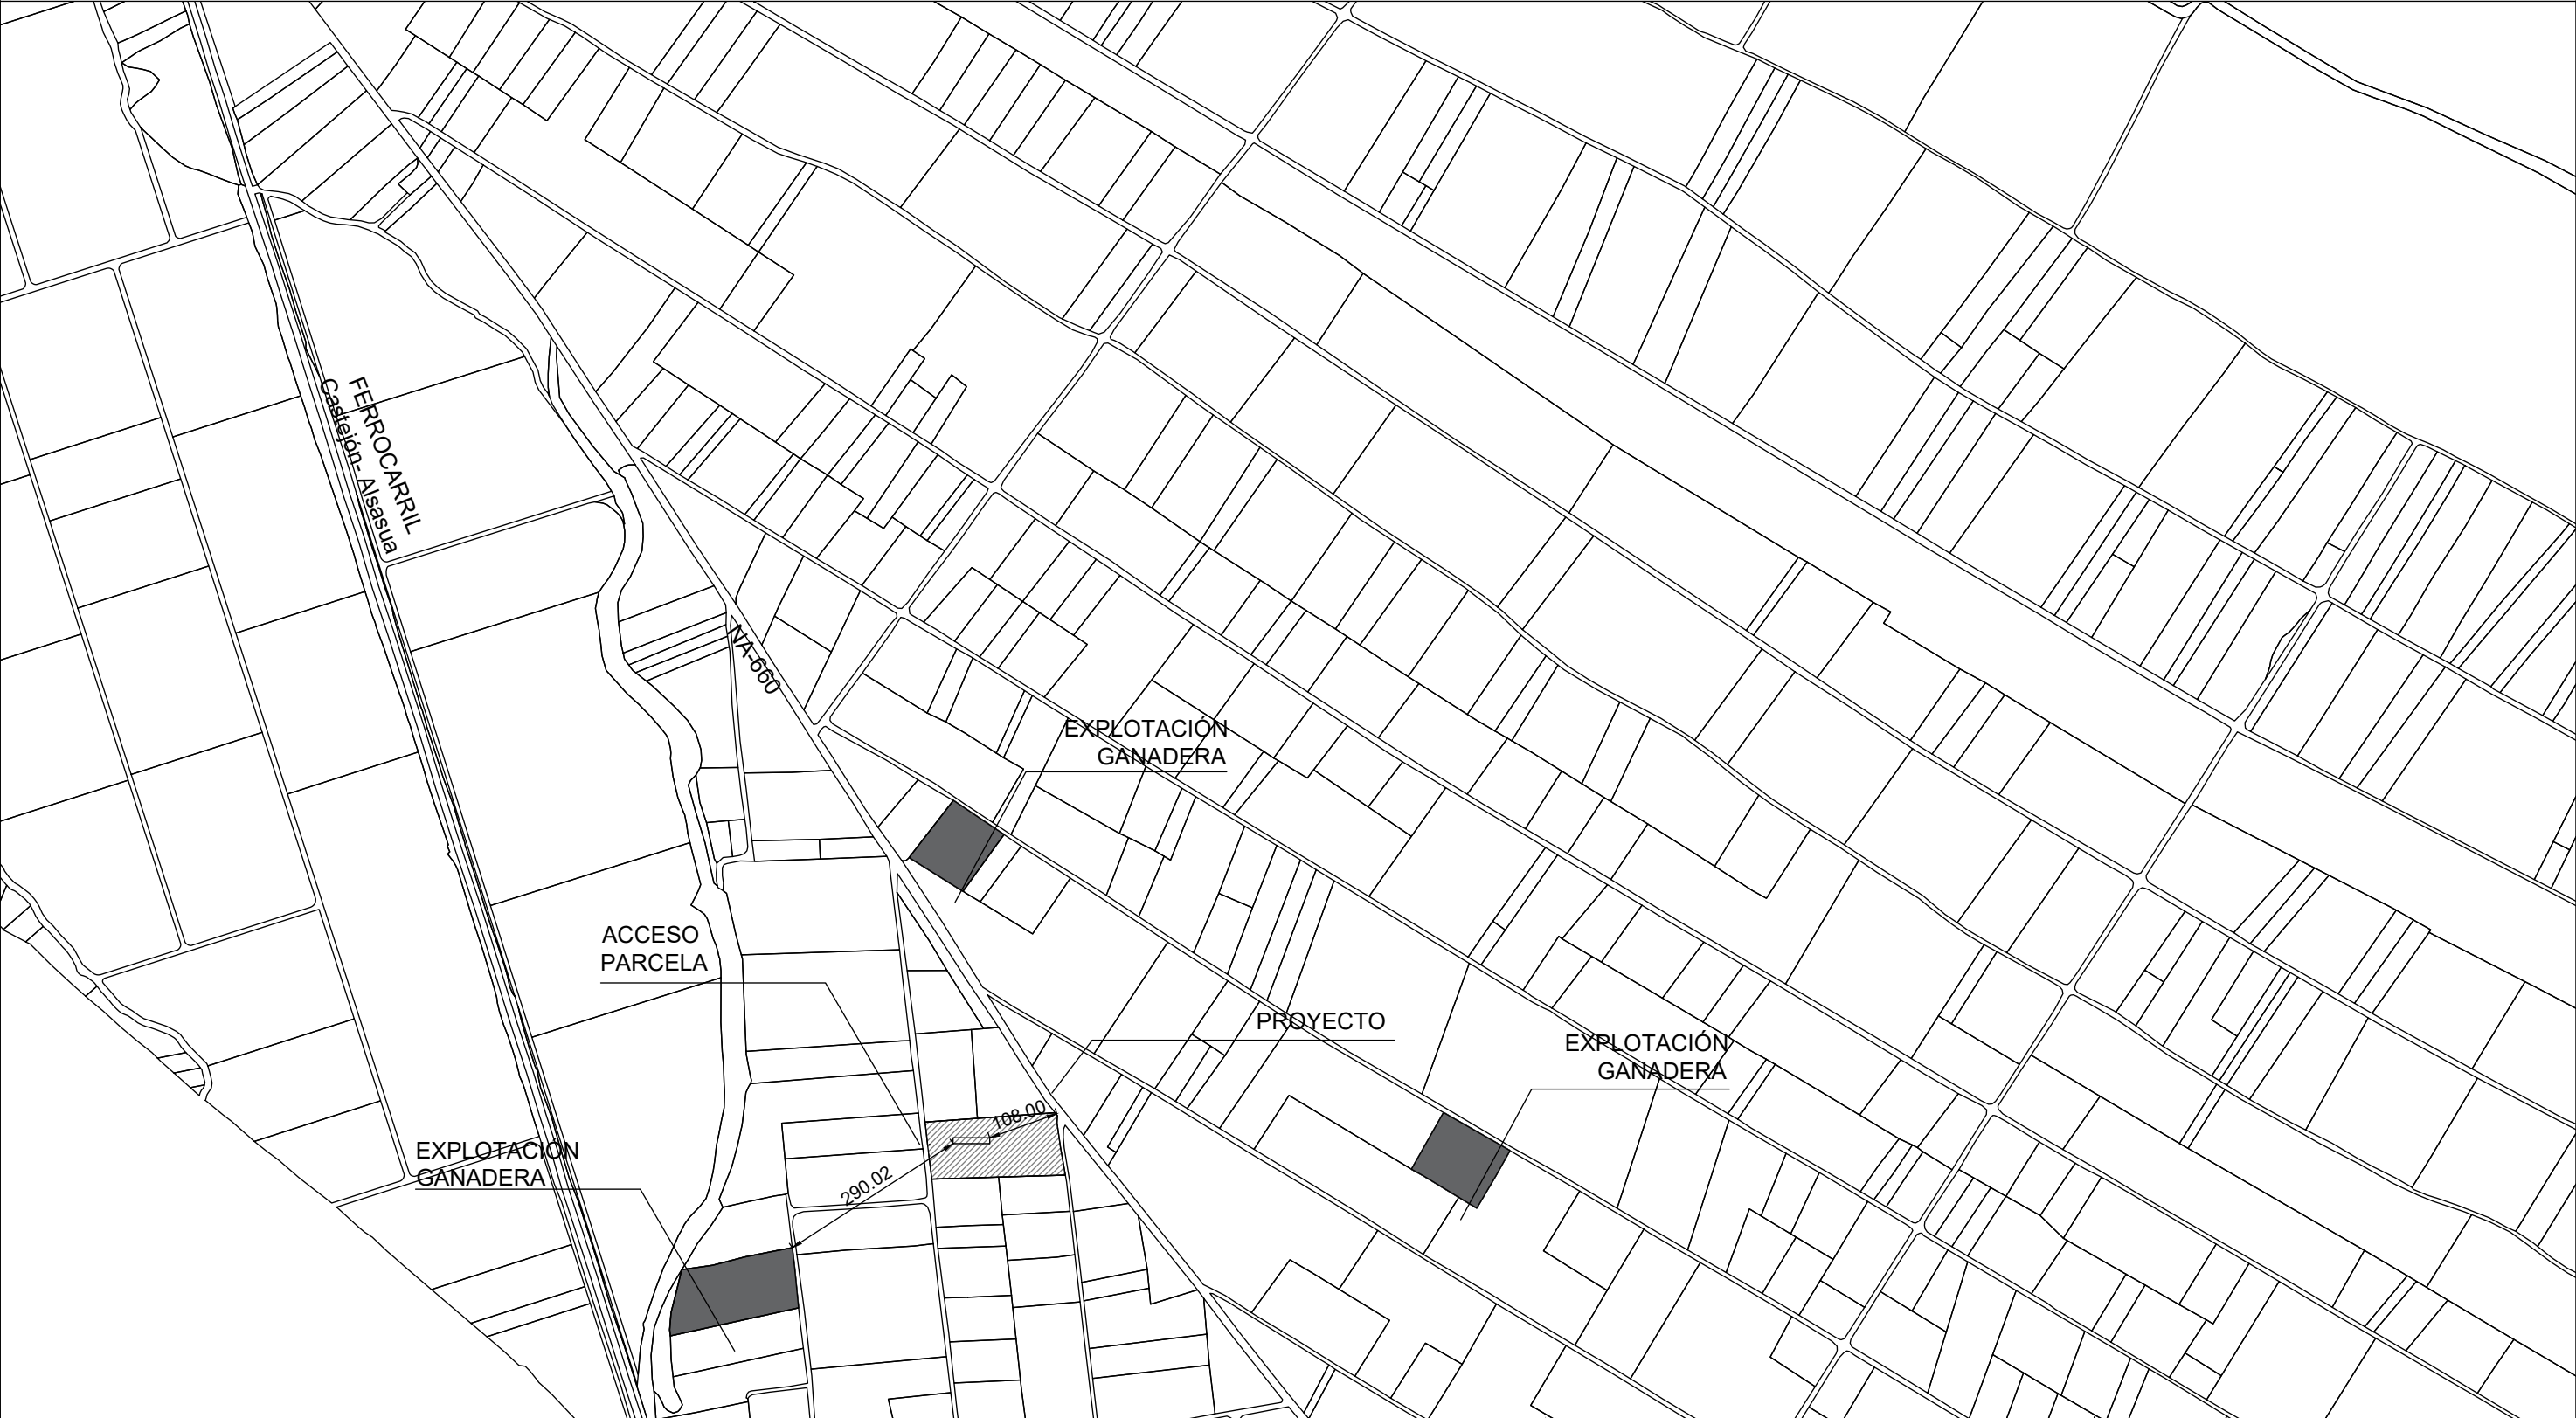 FERROCARRIL
Castejón- Alsasua
NA-660
EXPLOTACIÓN
GANADERA
ACCESO
PARCELA
PROYECTO
EXPLOTACIÓN
GANADERA
108.00
EXPLOTACIÓN
GANADERA
290.02